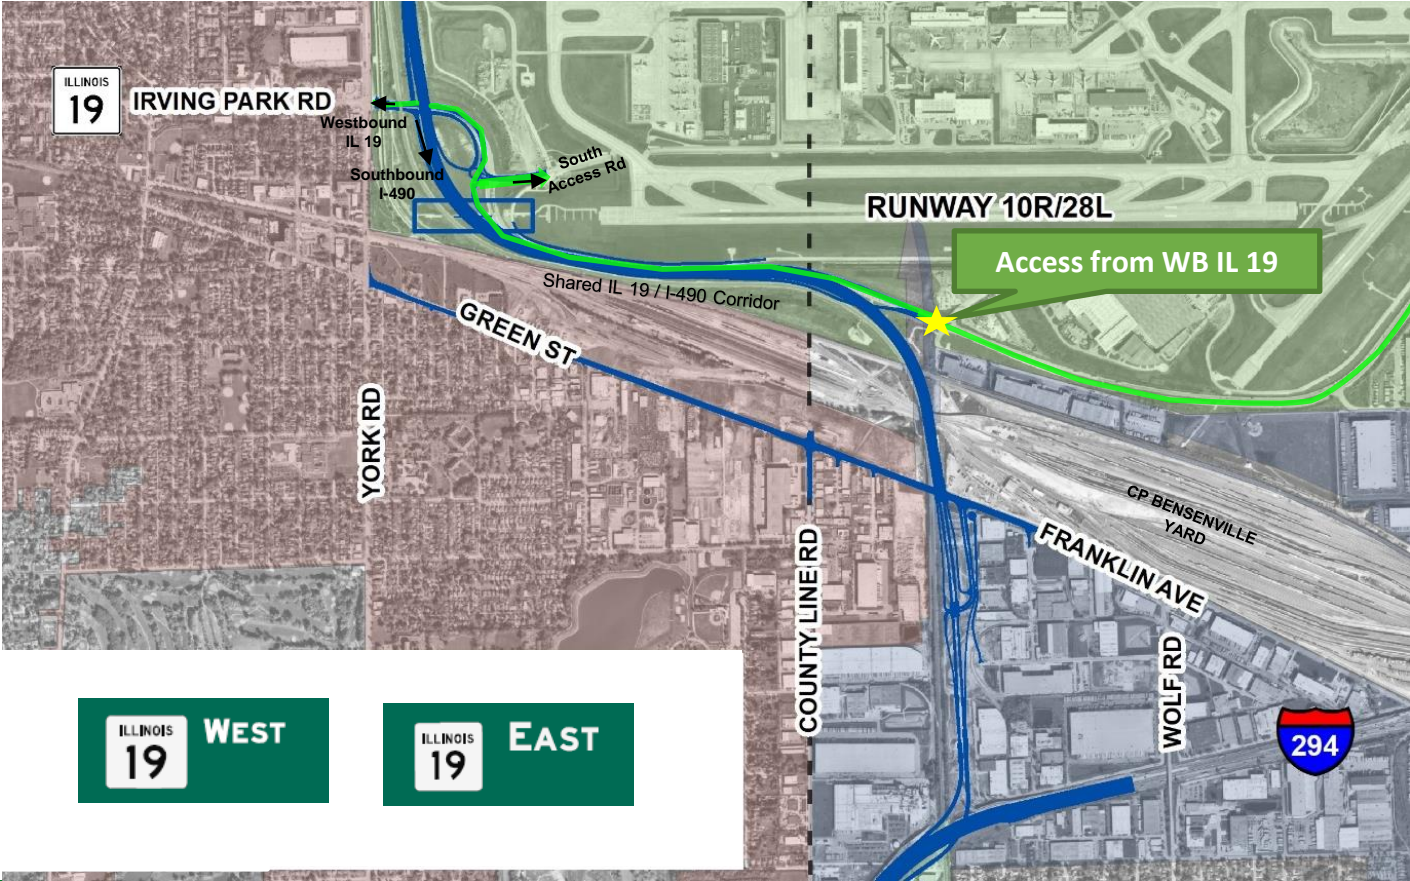 ILLINOIS
19
IRVING PARK RD
Westbound
IL 19
Southbound
I-490
South
Access Rd
RUNWAY 10R/28L
Access from WB IL 19
Shared IL 19 / I-490 Corridor
GREEN ST
YORK RD
COUNTY LINE RD
CP BENSENVILLE
YARD
FRANKLIN AVE
WOLF RD
294
ILLINOIS
19
WEST
ILLINOIS
19
EAST